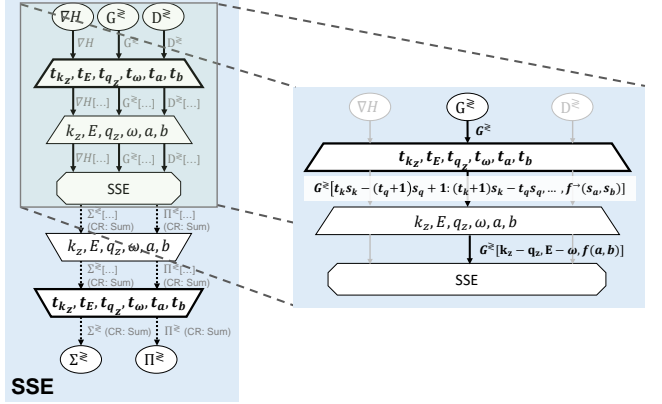 ∇H G≷ D≷
∇H G≷ D≷
t_{k_z}, t_E, t_{q_z}, t_ω, t_a, t_b
∇H[...] G≷[...] D≷[...]
k_z, E, q_z, ω, a, b
∇H[...] G≷[...] D≷[...]
SSE
Σ≷[...] Π≷[...]
(CR: Sum) (CR: Sum)
k_z, E, q_z, ω, a, b
Σ≷[...] Π≷[...]
(CR: Sum) (CR: Sum)
t_{k_z}, t_E, t_{q_z}, t_ω, t_a, t_b
Σ≷ (CR: Sum) Π≷ (CR: Sum)
Σ≷ Π≷
SSE
∇H G≷ D≷
G≷
t_{k_z}, t_E, t_{q_z}, t_ω, t_a, t_b
G≷[t_k s_k − (t_q+1)s_q + 1: (t_k+1)s_k − t_q s_q, ... , f→(s_a, s_b)]
k_z, E, q_z, ω, a, b
G≷[k_z − q_z, E − ω, f(a, b)]
SSE